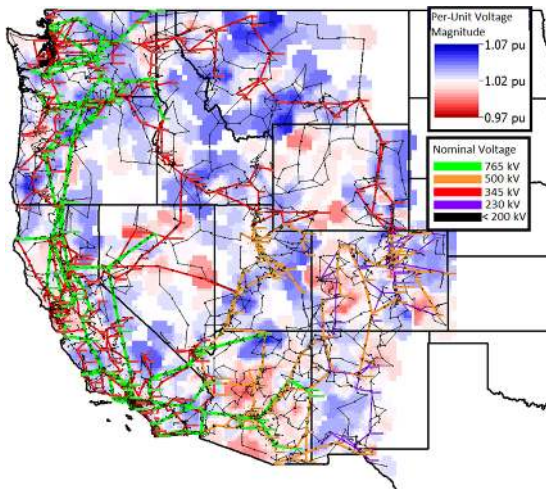 Per-Unit Voltage
Magnitude
1.07 pu
1.02 pu
0.97 pu
Nominal Voltage
765 kV
500 kV
345 kV
230 kV
< 200 kV